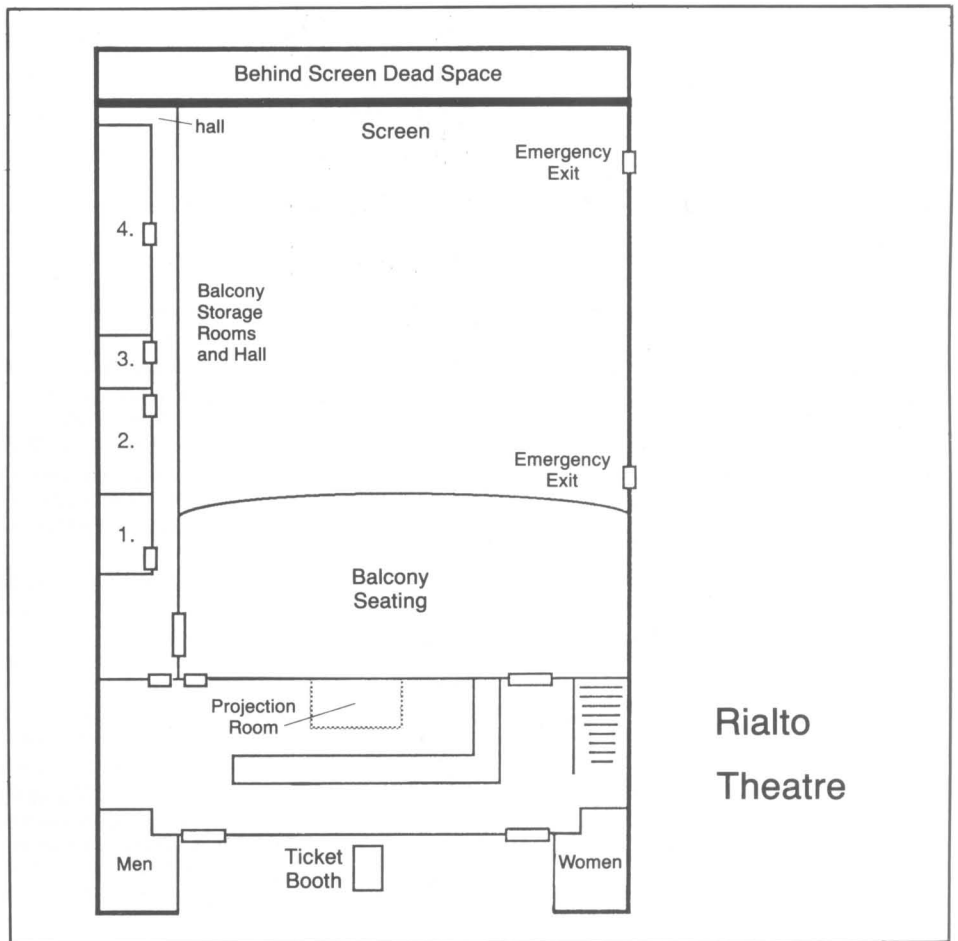 Behind Screen Dead Space
hall
Screen
Emergency
Exit
4.
Balcony
Storage
Rooms
and Hall
3.
2.
Emergency
Exit
1.
Balcony
Seating
Projection
Room
Rialto
Theatre
Men
Ticket
Booth
Women